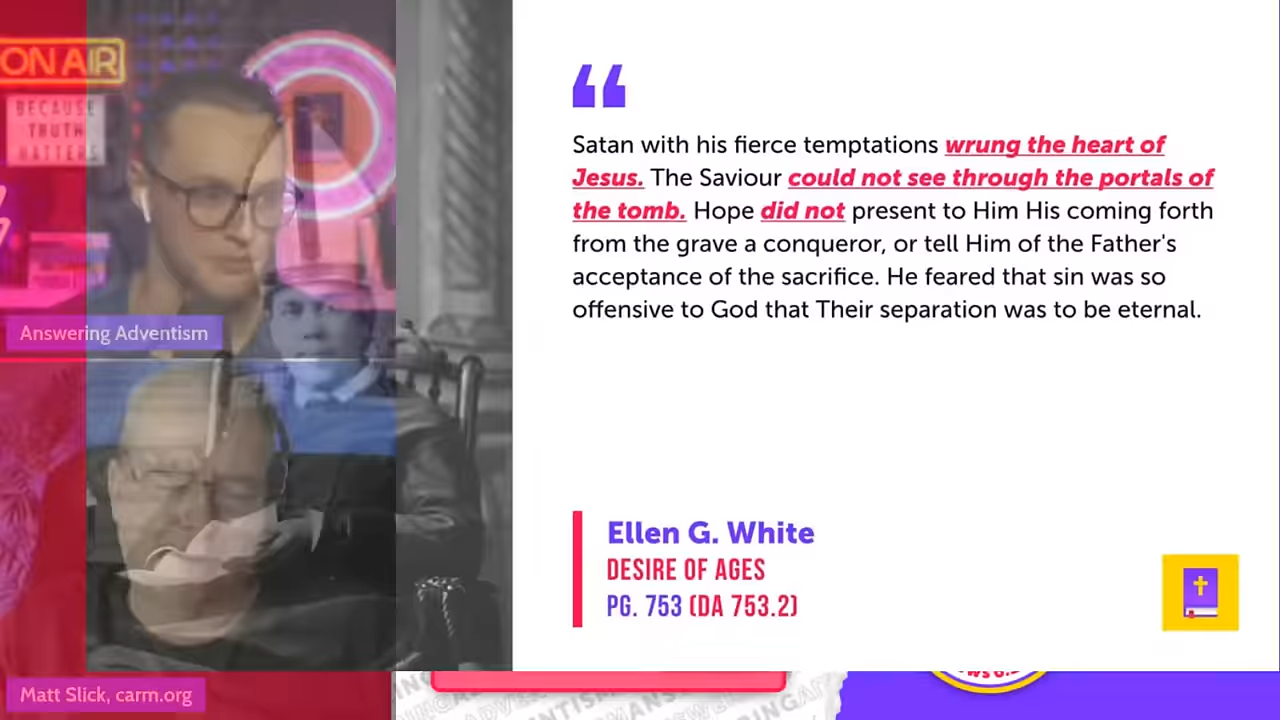 ON AIR
BECAUSE
TRUTH
MATTERS
Answering Adventism
Matt Slick, carm.org
“
Satan with his fierce temptations wrung the heart of
Jesus. The Saviour could not see through the portals of
the tomb. Hope did not present to Him His coming forth
from the grave a conqueror, or tell Him of the Father's
acceptance of the sacrifice. He feared that sin was so
offensive to God that Their separation was to be eternal.
Ellen G. White
DESIRE OF AGES
PG. 753 (DA 753.2)